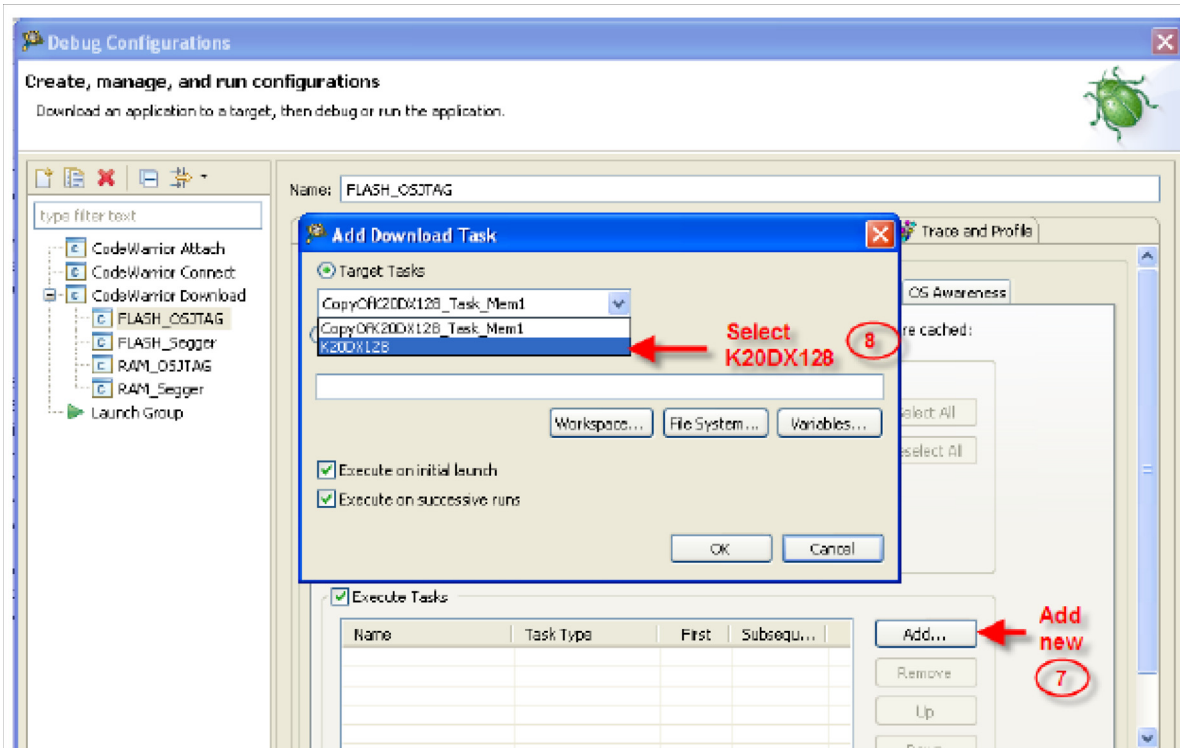 Debug Configurations
Create, manage, and run configurations
Download an application to a target, then debug or run the application.
Name: FLASH_OSJTAG
type filter text
CodeWarrior Attach
CodeWarrior Connect
CodeWarrior Download
FLASH_OSJTAG
FLASH_Segger
RAM_OSJTAG
RAM_Segger
Launch Group
Trace and Profile
OS Awareness
re cached:
elect All
eselect All
Add Download Task
Target Tasks
CopyOfK20DX128_Task_Mem1
CopyOfK20DX128_Task_Mem1
K20DX128
Select
K20DX128
8
Workspace... File System... Variables...
Execute on initial launch
Execute on successive runs
OK Cancel
Execute Tasks
Name Task Type First Subsequ...
Add...
Remove
Up
Add
new
7